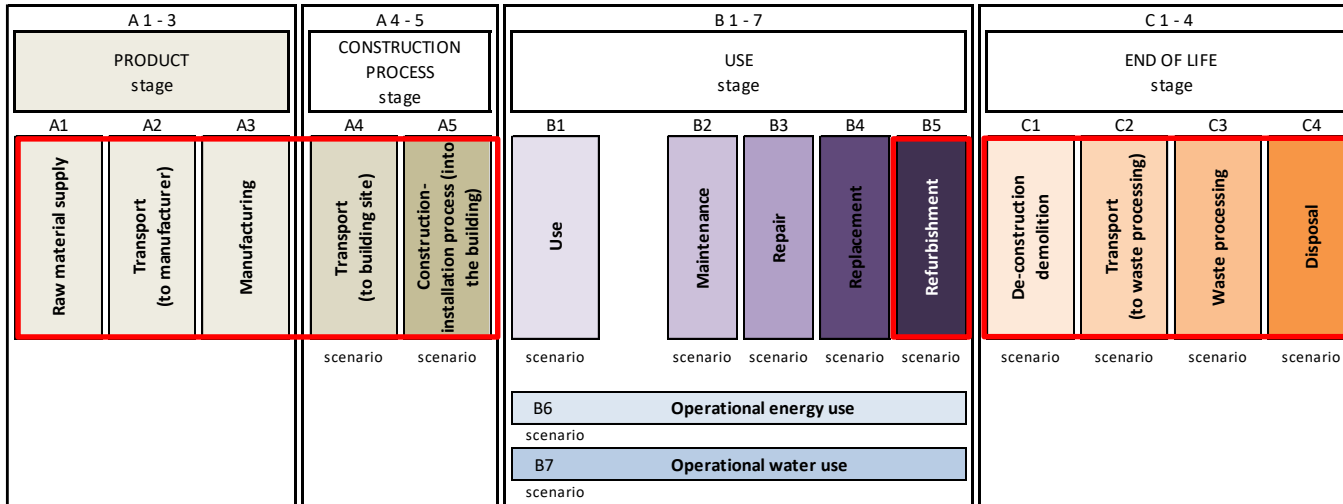 A 1 - 3
A 4 - 5
B 1 - 7
C 1 - 4
PRODUCT
stage
CONSTRUCTION
PROCESS
stage
USE
stage
END OF LIFE
stage
A1
A2
A3
A4
A5
B1
B2
B3
B4
B5
C1
C2
C3
C4
Raw material supply
Transport
(to manufacturer)
Manufacturing
Transport
(to building site)
Construction-
installation process (into
the building)
Use
Maintenance
Repair
Replacement
Refurbishment
De-construction
demolition
Transport
(to waste processing)
Waste processing
Disposal
scenario
scenario
scenario
scenario
scenario
scenario
scenario
scenario
scenario
scenario
scenario
B6
Operational energy use
scenario
B7
Operational water use
scenario